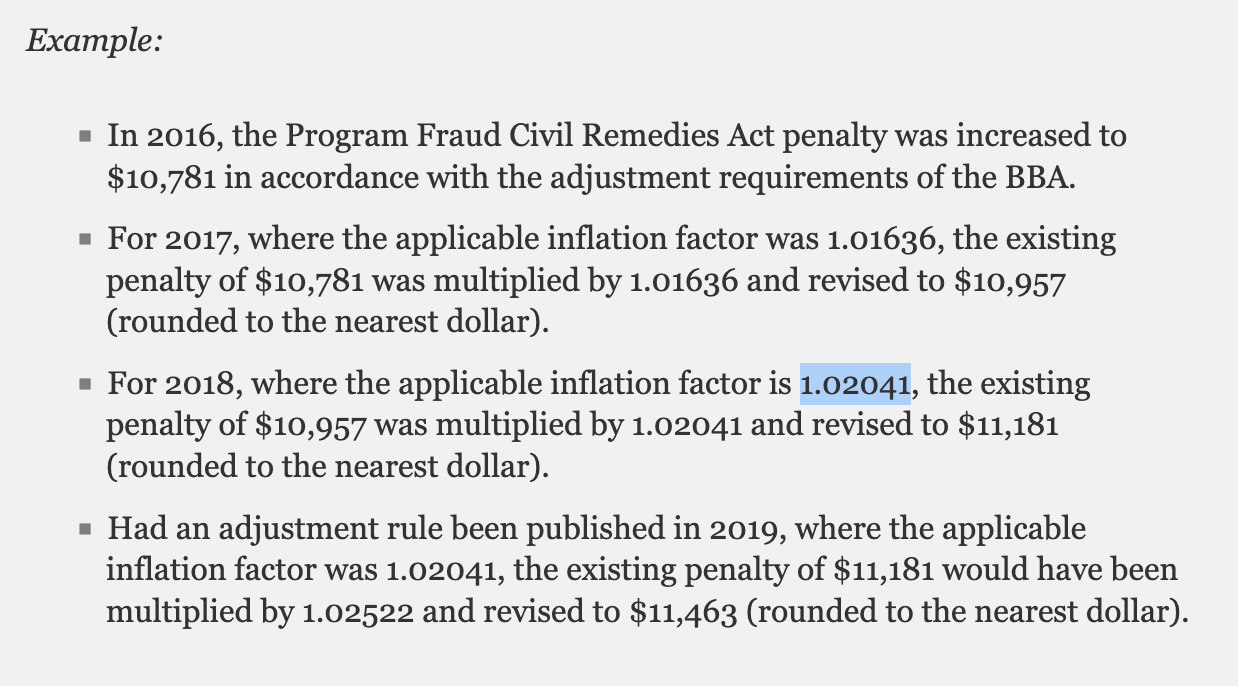 Example:
In 2016, the Program Fraud Civil Remedies Act penalty was increased to
$10,781 in accordance with the adjustment requirements of the BBA.
For 2017, where the applicable inflation factor was 1.01636, the existing
penalty of $10,781 was multiplied by 1.01636 and revised to $10,957
(rounded to the nearest dollar).
For 2018, where the applicable inflation factor is 1.02041, the existing
penalty of $10,957 was multiplied by 1.02041 and revised to $11,181
(rounded to the nearest dollar).
Had an adjustment rule been published in 2019, where the applicable
inflation factor was 1.02041, the existing penalty of $11,181 would have been
multiplied by 1.02522 and revised to $11,463 (rounded to the nearest dollar).